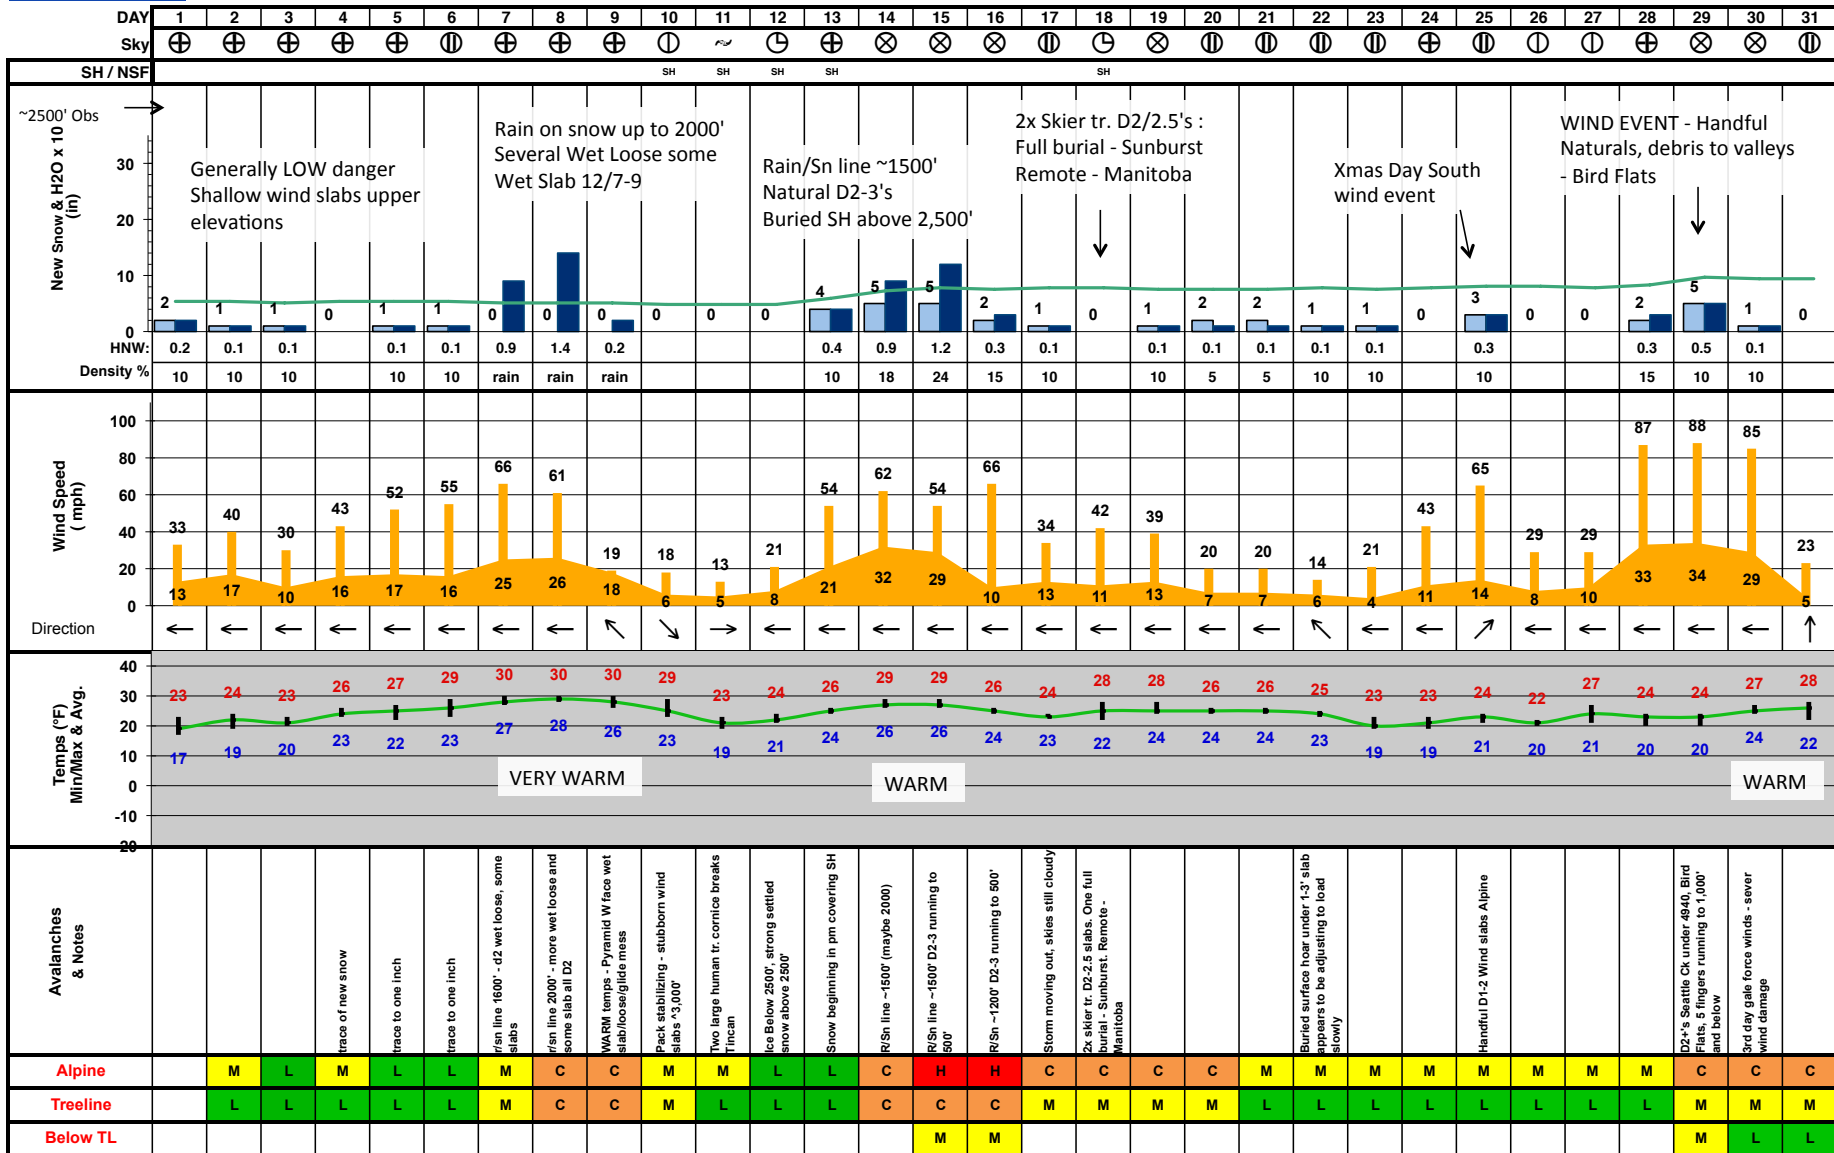 DAY 1 2 3 4 5 6 7 8 9 10 11 12 13 14 15 16 17 18 19 20 21 22 23 24 25 26 27 28 29 30 31
Sky
SH / NSF SH SH SH SH SH
~2500' Obs
New Snow & H2O x 10
(in)
30
20
10
0
Generally LOW danger
Shallow wind slabs upper
elevations
Rain on snow up to 2000'
Several Wet Loose some
Wet Slab 12/7-9
Rain/Sn line ~1500'
Natural D2-3's
Buried SH above 2,500'
2x Skier tr. D2/2.5's :
Full burial - Sunburst
Remote - Manitoba
Xmas Day South
wind event
WIND EVENT - Handful
Naturals, debris to valleys
- Bird Flats
2 1 1 0 1 1 0 0 0 0 0 0 4 5 5 2 1 0 1 2 2 1 1 0 3 0 0 2 5 1 0
HNW: 0.2 0.1 0.1 0.1 0.1 0.9 1.4 0.2 0.4 0.9 1.2 0.3 0.1 0.1 0.1 0.1 0.1 0.1 0.3 0.3 0.5 0.1
Density % 10 10 10 10 10 rain rain rain 10 18 24 15 10 10 5 5 10 10 10 15 10 10
Wind Speed
( mph)
100
80
60
40
20
0
33 40 30 43 52 55 66 61 19 18 13 21 54 62 54 66 34 42 39 20 20 14 21 43 65 29 29 87 88 85 23
13 17 10 16 17 16 25 26 18 6 5 8 21 32 29 10 13 11 13 7 7 6 4 11 14 8 10 33 34 29 5
Direction
Temps (°F)
Min/Max & Avg.
40
30
20
10
0
-10
-20
23 24 23 26 27 29 30 30 30 29 23 24 26 29 29 26 24 28 28 26 26 25 23 23 24 22 27 24 24 27 28
17 19 20 23 22 23 27 28 26 23 19 21 24 26 26 24 23 22 24 24 24 23 19 19 21 20 21 20 20 24 22
VERY WARM
WARM
WARM
Avalanches
& Notes
trace of new snow
trace to one inch
trace to one inch
r/sn line 1600' - d2 wet loose, some
slabs
r/sn line 2000' - more wet loose and
some slab all D2
WARM temps - Pyramid W face wet
slab/loose/glide mess
Pack stabilizing - stubborn wind
slabs ^3,000'
Two large human tr. cornice breaks
Tincan
Ice Below 2500', strong settled
snow above 2500'
Snow beginning in pm covering SH
R/Sn line ~1500' (maybe 2000)
R/Sn line ~1500' D2-3 running to
500'
R/Sn ~1200' D2-3 running to 500'
Storm moving out, skies still cloudy
2x skier tr. D2-2.5 slabs. One full
burial - Sunburst. Remote -
Manitoba
Buried surface hoar under 1-3' slab
appears to be adjusting to load
slowly
Handful D1-2 Wind slabs Alpine
D2+'s Seattle Ck under 4940, Bird
Flats, 5 fingers running to 1,000'
and below
3rd day gale force winds - sever
wind damage
Alpine M L M L L M C C M M L L C H H C C C C M M M M M M M M C C C
Treeline L L L L L M C C M L L L C C C M M M M L L L L L L L L M M M
Below TL M M M L L